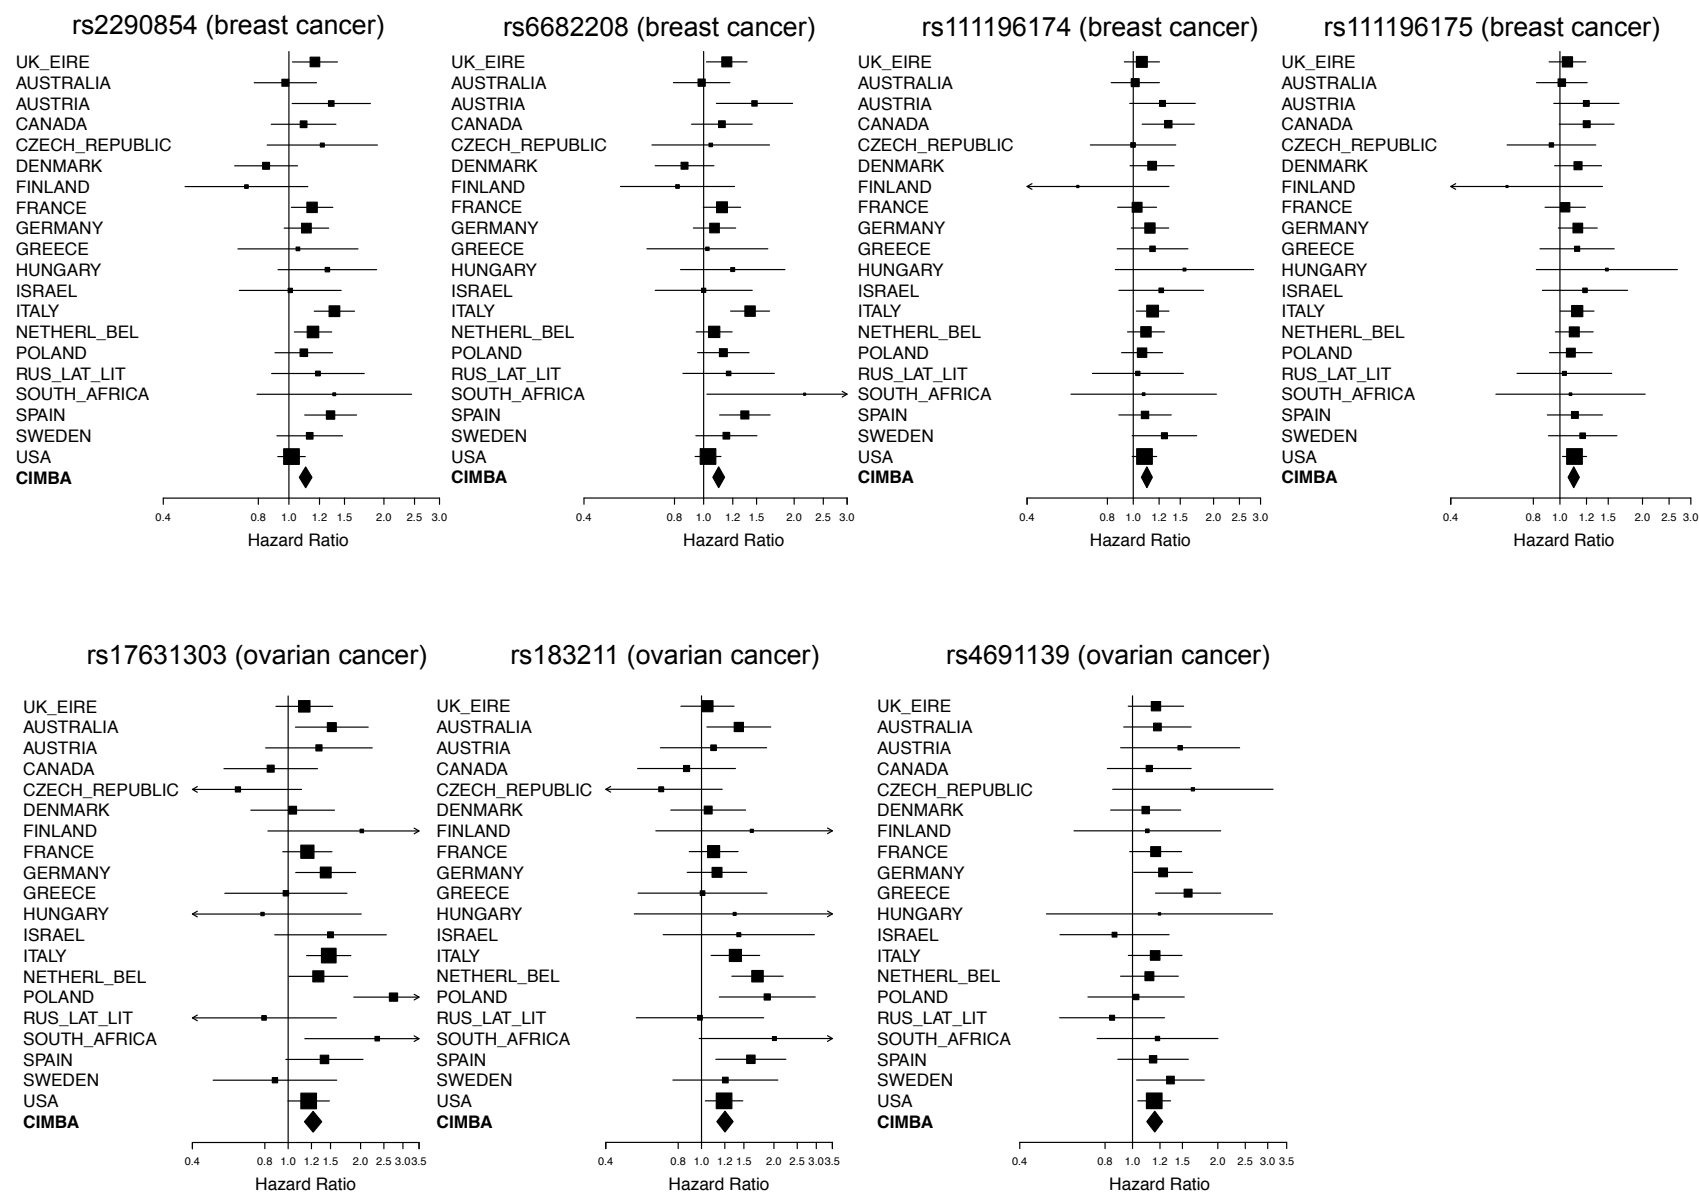 rs2290854 (breast cancer)
UK_EIRE
AUSTRALIA
AUSTRIA
CANADA
CZECH_REPUBLIC
DENMARK
FINLAND
FRANCE
GERMANY
GREECE
HUNGARY
ISRAEL
ITALY
NETHERL_BEL
POLAND
RUS_LAT_LIT
SOUTH_AFRICA
SPAIN
SWEDEN
USA
CIMBA
0.4 0.8 1.0 1.2 1.5 2.0 2.5 3.0
Hazard Ratio
rs6682208 (breast cancer)
UK_EIRE
AUSTRALIA
AUSTRIA
CANADA
CZECH_REPUBLIC
DENMARK
FINLAND
FRANCE
GERMANY
GREECE
HUNGARY
ISRAEL
ITALY
NETHERL_BEL
POLAND
RUS_LAT_LIT
SOUTH_AFRICA
SPAIN
SWEDEN
USA
CIMBA
0.4 0.8 1.0 1.2 1.5 2.0 2.5 3.0
Hazard Ratio
rs111196174 (breast cancer)
UK_EIRE
AUSTRALIA
AUSTRIA
CANADA
CZECH_REPUBLIC
DENMARK
FINLAND
FRANCE
GERMANY
GREECE
HUNGARY
ISRAEL
ITALY
NETHERL_BEL
POLAND
RUS_LAT_LIT
SOUTH_AFRICA
SPAIN
SWEDEN
USA
CIMBA
0.4 0.8 1.0 1.2 1.5 2.0 2.5 3.0
Hazard Ratio
rs111196175 (breast cancer)
UK_EIRE
AUSTRALIA
AUSTRIA
CANADA
CZECH_REPUBLIC
DENMARK
FINLAND
FRANCE
GERMANY
GREECE
HUNGARY
ISRAEL
ITALY
NETHERL_BEL
POLAND
RUS_LAT_LIT
SOUTH_AFRICA
SPAIN
SWEDEN
USA
CIMBA
0.4 0.8 1.0 1.2 1.5 2.0 2.5 3.0
Hazard Ratio
rs17631303 (ovarian cancer)
UK_EIRE
AUSTRALIA
AUSTRIA
CANADA
CZECH_REPUBLIC
DENMARK
FINLAND
FRANCE
GERMANY
GREECE
HUNGARY
ISRAEL
ITALY
NETHERL_BEL
POLAND
RUS_LAT_LIT
SOUTH_AFRICA
SPAIN
SWEDEN
USA
CIMBA
0.4 0.8 1.0 1.2 1.5 2.0 2.5 3.0 3.5
Hazard Ratio
rs183211 (ovarian cancer)
UK_EIRE
AUSTRALIA
AUSTRIA
CANADA
CZECH_REPUBLIC
DENMARK
FINLAND
FRANCE
GERMANY
GREECE
HUNGARY
ISRAEL
ITALY
NETHERL_BEL
POLAND
RUS_LAT_LIT
SOUTH_AFRICA
SPAIN
SWEDEN
USA
CIMBA
0.4 0.8 1.0 1.2 1.5 2.0 2.5 3.0 3.5
Hazard Ratio
rs4691139 (ovarian cancer)
UK_EIRE
AUSTRALIA
AUSTRIA
CANADA
CZECH_REPUBLIC
DENMARK
FINLAND
FRANCE
GERMANY
GREECE
HUNGARY
ISRAEL
ITALY
NETHERL_BEL
POLAND
RUS_LAT_LIT
SOUTH_AFRICA
SPAIN
SWEDEN
USA
CIMBA
0.4 0.8 1.0 1.2 1.5 2.0 2.5 3.0 3.5
Hazard Ratio